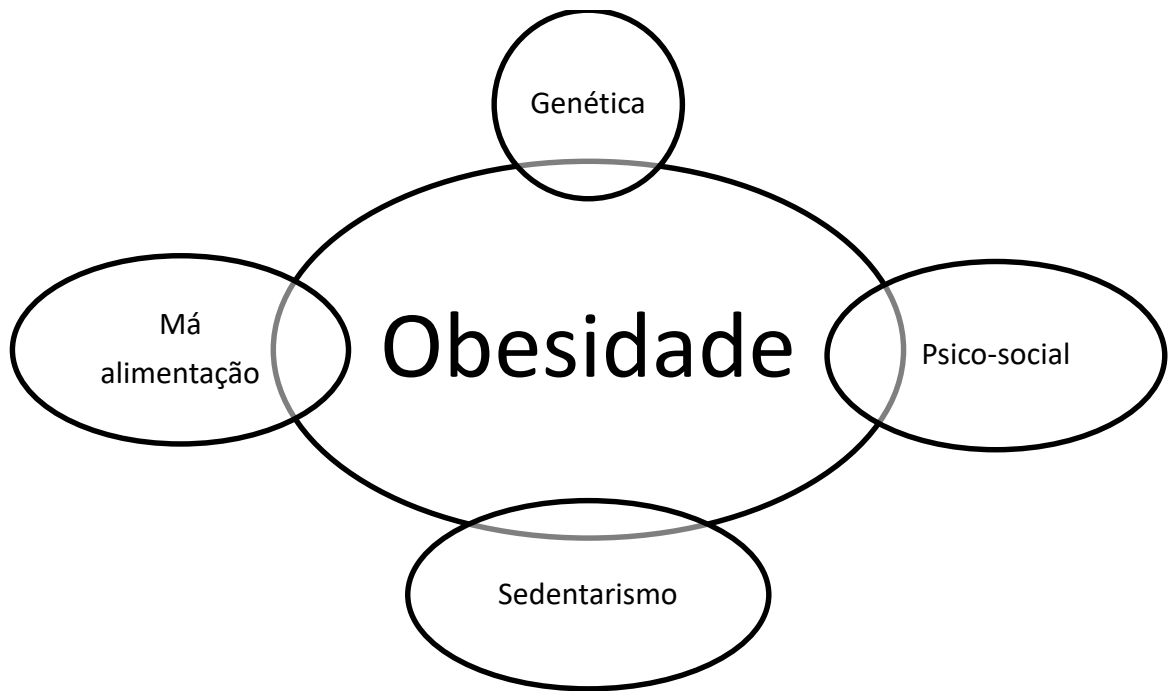 Genética
Má
alimentação
Obesidade
Psico-social
Sedentarismo